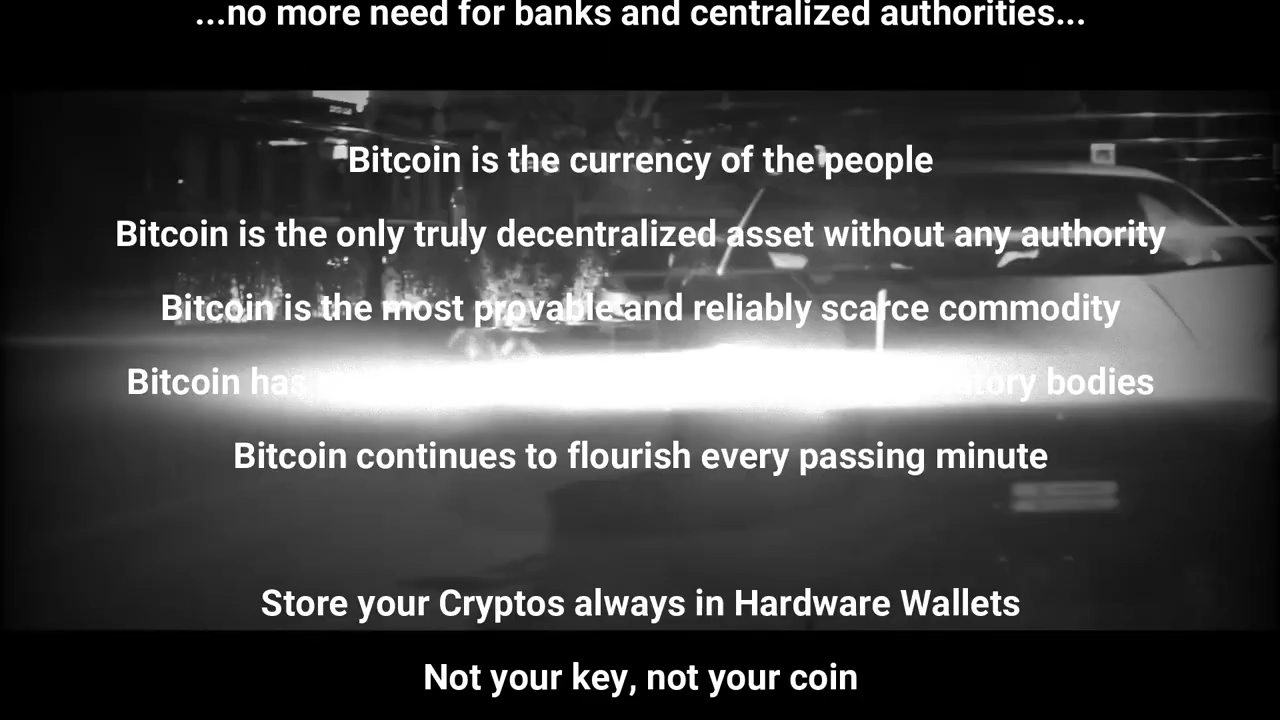 ...no more need for banks and centralized authorities...
Bitcoin is the currency of the people
Bitcoin is the only truly decentralized asset without any authority
Bitcoin is the most provable and reliably scarce commodity
Bitcoin has bodies
Bitcoin continues to flourish every passing minute
Store your Cryptos always in Hardware Wallets
Not your key, not your coin